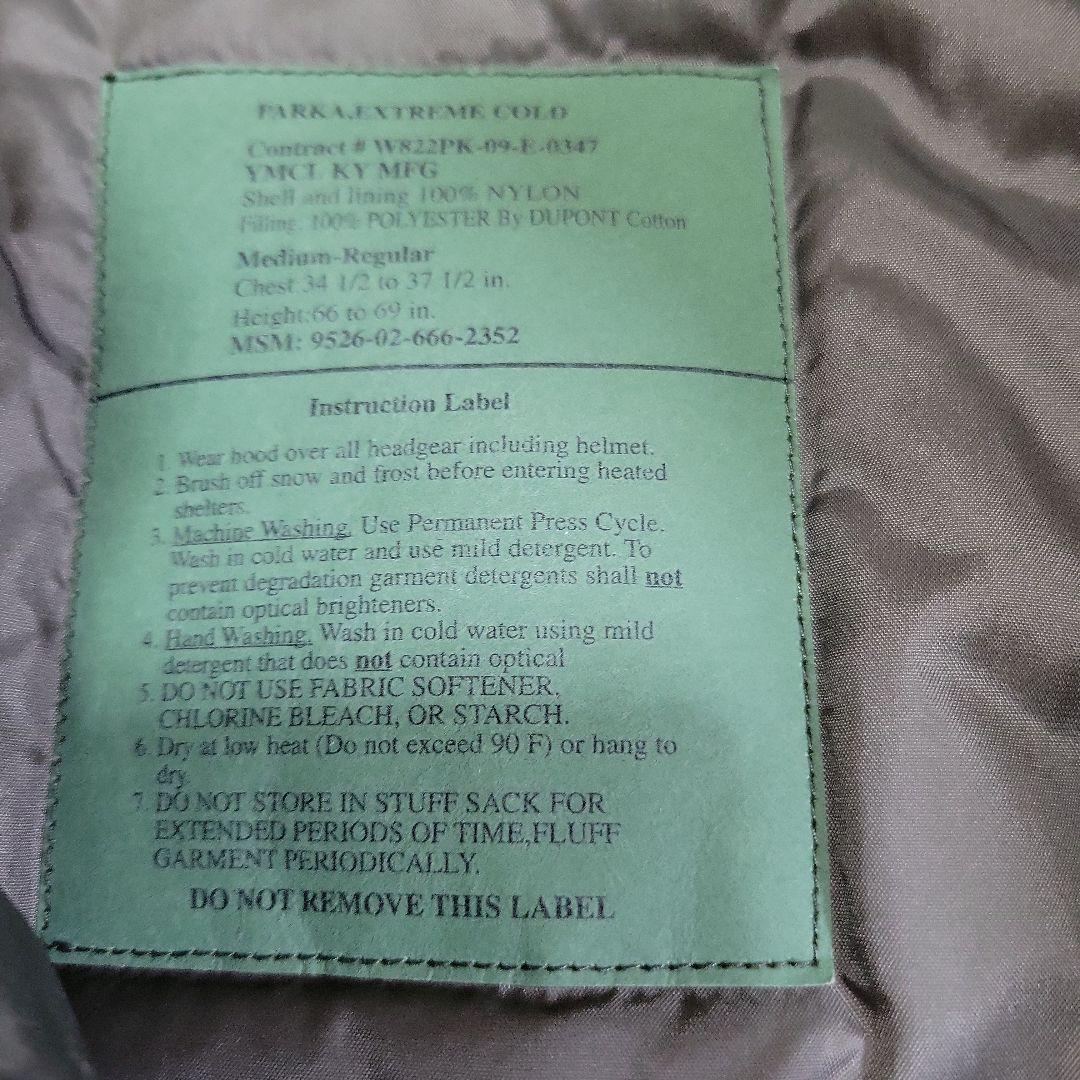 PARKA,EXTREME COLD
Contract # W822PK-09-E-0347
YMCL KY MFG
Shell and lining 100% NYLON
Filling. 100% POLYESTER By DUPONT Cotton
Medium-Regular
Chest 34 1/2 to 37 1/2 in.
Height:66 to 69 in.
MSM: 9526-02-666-2352
Instruction Label
1. Wear hood over all headgear including helmet.
2. Brush off snow and frost before entering heated
shelters.
3. Machine Washing. Use Permanent Press Cycle.
Wash in cold water and use mild detergent. To
prevent degradation garment detergents shall not
contain optical brighteners.
4. Hand Washing. Wash in cold water using mild
detergent that does not contain optical
5. DO NOT USE FABRIC SOFTENER,
CHLORINE BLEACH, OR STARCH.
6. Dry at low heat (Do not exceed 90 F) or hang to
dry.
7. DO NOT STORE IN STUFF SACK FOR
EXTENDED PERIODS OF TIME,FLUFF
GARMENT PERIODICALLY.
DO NOT REMOVE THIS LABEL